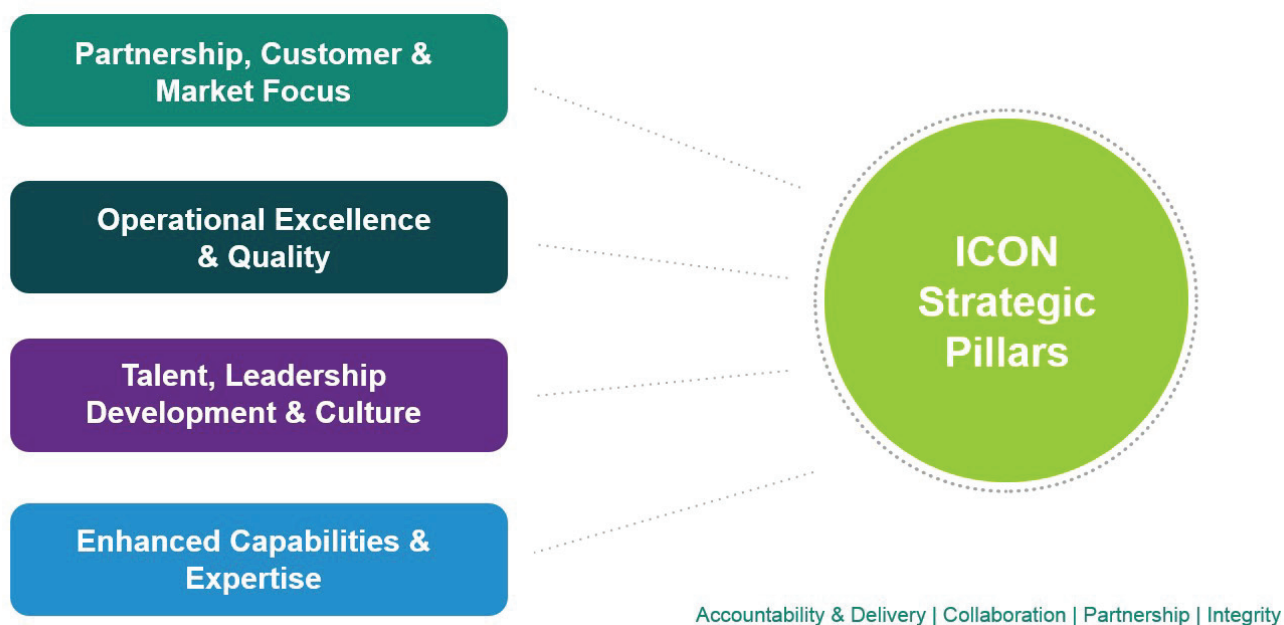 Partnership, Customer &
Market Focus
Operational Excellence
& Quality
Talent, Leadership
Development & Culture
Enhanced Capabilities &
Expertise
ICON
Strategic
Pillars
Accountability & Delivery | Collaboration | Partnership | Integrity